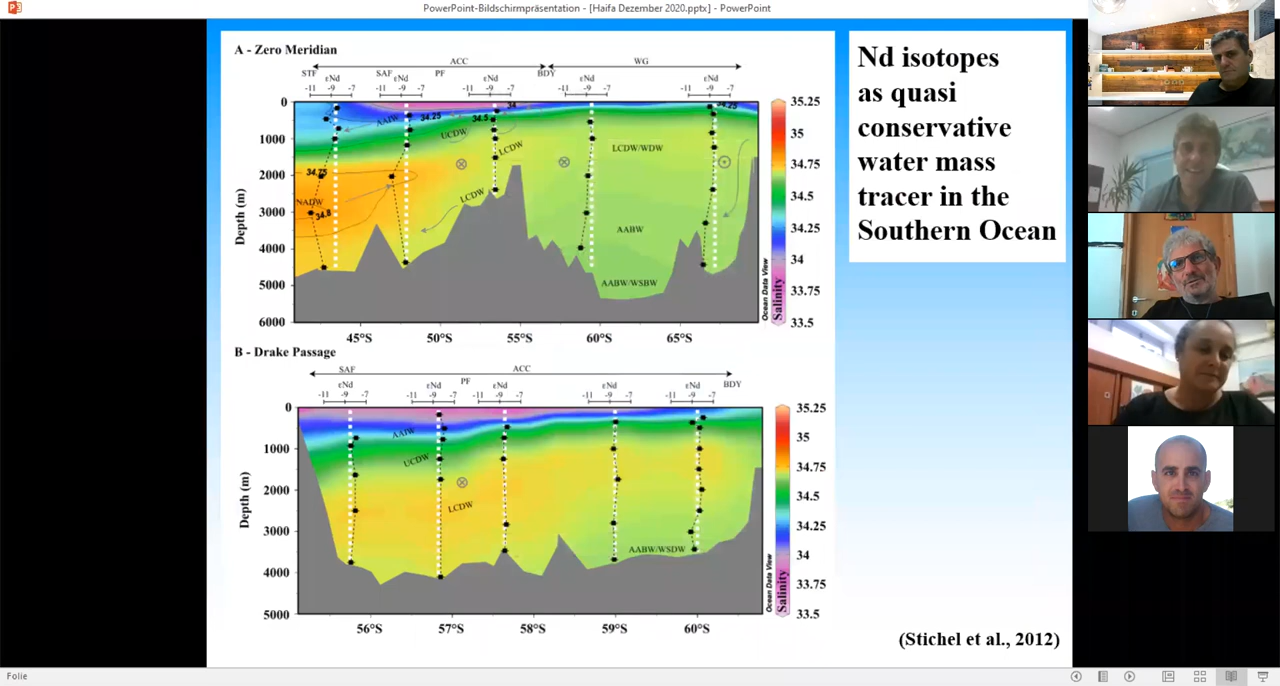 PowerPoint-Bildschirmpräsentation - [Haifa Dezember 2020.pptx] - PowerPoint
A - Zero Meridian
ACC
WG
STF
SAF
PF
BDY
εNd
εNd
εNd
εNd
εNd
-11 -9 -7
-11 -9 -7
-11 -9 -7
-11 -9 -7
-11 -9 -7
0
1000
2000
3000
4000
5000
6000
Depth (m)
AAIW
34.25
34.5
34
34.25
UCDW
LCDW
LCDW/WDW
34.75
NADW
34.8
LCDW
AABW
AABW/WSBW
45°S
50°S
55°S
60°S
65°S
Ocean Data View
Salinity
35.25
35
34.75
34.5
34.25
34
33.75
33.5
Nd isotopes
as quasi
conservative
water mass
tracer in the
Southern Ocean
B - Drake Passage
SAF
ACC
PF
BDY
εNd
εNd
εNd
εNd
εNd
-11 -9 -7
-11 -9 -7
-11 -9 -7
-11 -9 -7
-11 -9 -7
0
1000
2000
3000
4000
5000
Depth (m)
AAIW
UCDW
LCDW
AABW/WSDW
56°S
57°S
58°S
59°S
60°S
Ocean Data View
Salinity
35.25
35
34.75
34.5
34.25
34
33.75
33.5
(Stichel et al., 2012)
Folie